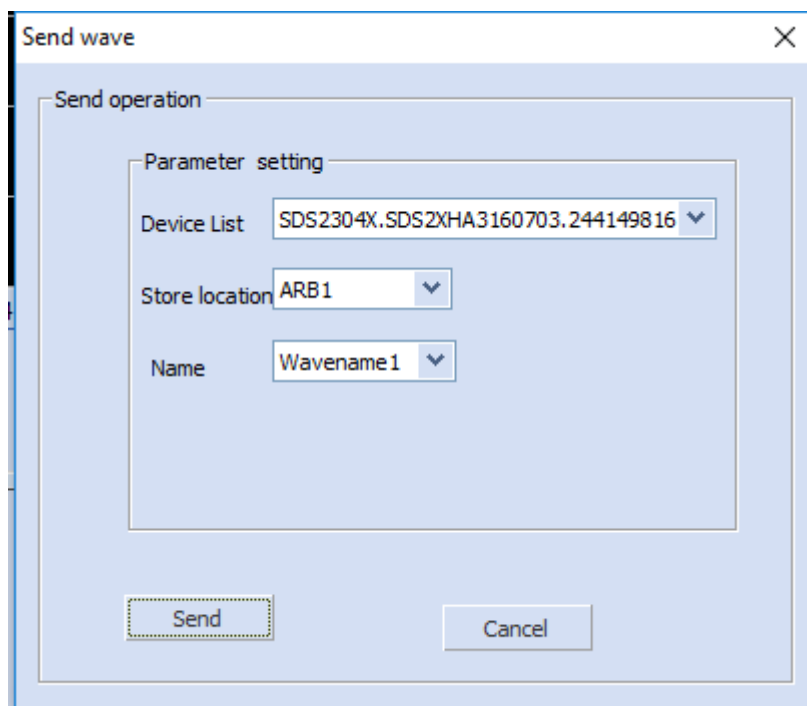 Send wave
Send operation
Parameter setting
Device List SDS2304X.SDS2XHA3160703.244149816
Store location ARB1
Name Wavename1
Send Cancel